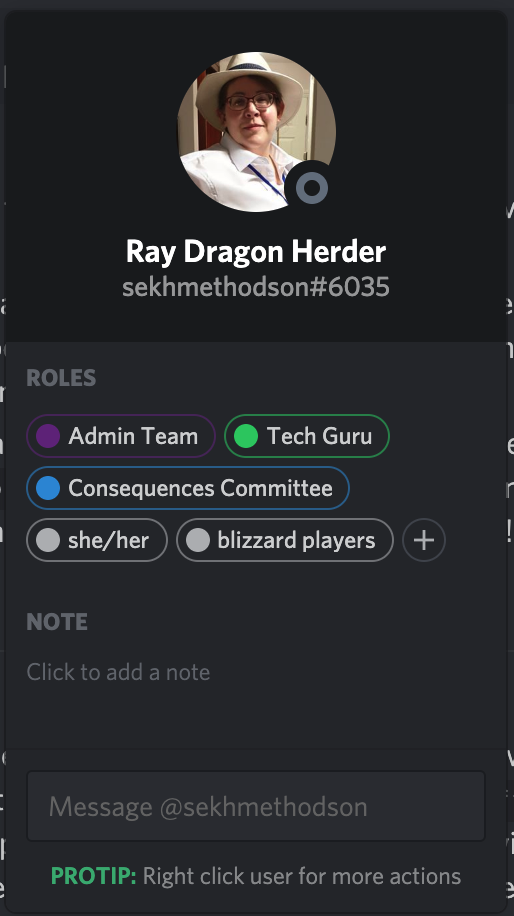 Ray Dragon Herder
sekhmethodson#6035
ROLES
Admin Team
Tech Guru
Consequences Committee
she/her
blizzard players
+
NOTE
Click to add a note
Message @sekhmethodson
PROTIP: Right click user for more actions